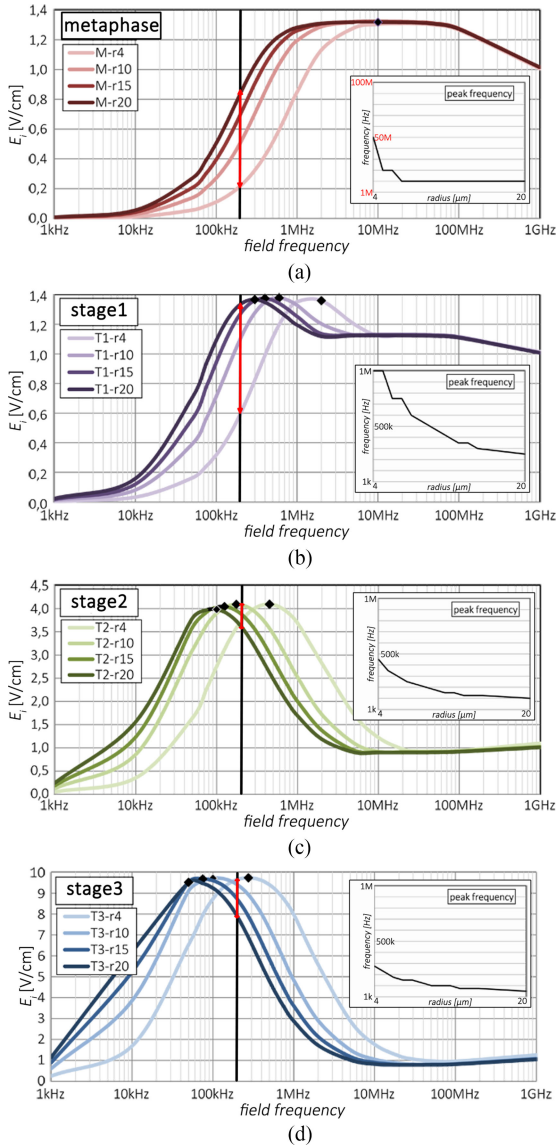 metaphase
M-r4
M-r10
M-r15
M-r20
Ei [V/cm]
1,4
1,2
1,0
0,8
0,6
0,4
0,2
0,0
1kHz 10kHz 100kHz 1MHz 10MHz 100MHz 1GHz
field frequency
peak frequency
frequency [Hz]
100M
50M
1M
4 radius [µm] 20
(a)
stage1
T1-r4
T1-r10
T1-r15
T1-r20
Ei [V/cm]
1,4
1,2
1,0
0,8
0,6
0,4
0,2
0,0
1kHz 10kHz 100kHz 1MHz 10MHz 100MHz 1GHz
field frequency
peak frequency
frequency [Hz]
1M
500k
1k
4 radius [µm] 20
(b)
stage2
T2-r4
T2-r10
T2-r15
T2-r20
Ei [V/cm]
4,5
4,0
3,5
3,0
2,5
2,0
1,5
1,0
0,5
0,0
1kHz 10kHz 100kHz 1MHz 10MHz 100MHz 1GHz
field frequency
peak frequency
frequency [Hz]
1M
500k
1k
4 radius [µm] 20
(c)
stage3
T3-r4
T3-r10
T3-r15
T3-r20
Ei [V/cm]
10
9
8
7
6
5
4
3
2
1
0
1kHz 10kHz 100kHz 1MHz 10MHz 100MHz 1GHz
field frequency
peak frequency
frequency [Hz]
1M
500k
1k
4 radius [µm] 20
(d)